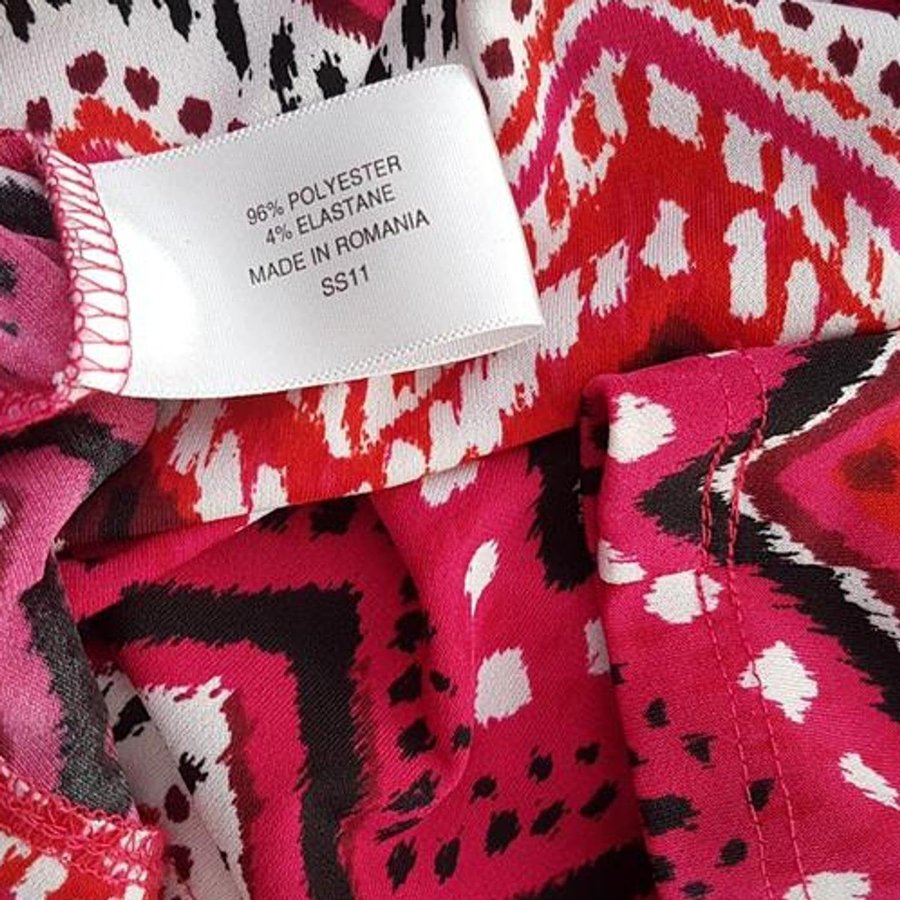 96% POLYESTER
4% ELASTANE
MADE IN ROMANIA
SS11